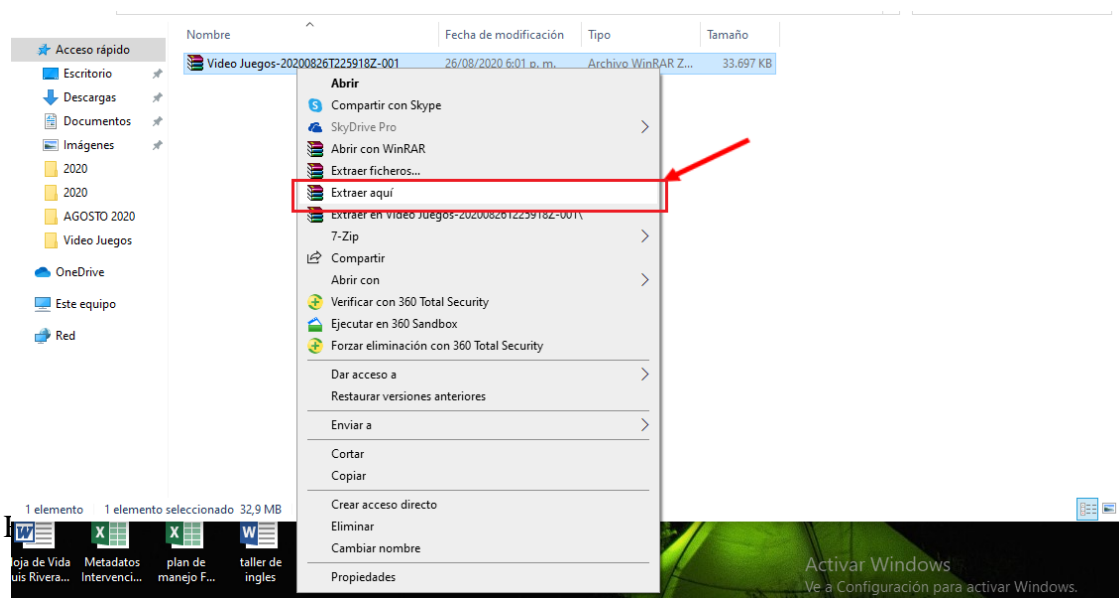 Nombre Fecha de modificación Tipo Tamaño
Acceso rápido
Escritorio
Descargas
Documentos
Imágenes
2020
2020
AGOSTO 2020
Video Juegos
OneDrive
Este equipo
Red
Video Juegos-20200826T225918Z-001 26/08/2020 6:01 p. m. Archivo WinRAR Z... 33.697 KB
Abrir
Compartir con Skype
SkyDrive Pro
Abrir con WinRAR
Extraer ficheros...
Extraer aquí
Extraer en Video Juegos-20200826T225918Z-001\
7-Zip
Compartir
Abrir con
Verificar con 360 Total Security
Ejecutar en 360 Sandbox
Forzar eliminación con 360 Total Security
Dar acceso a
Restaurar versiones anteriores
Enviar a
Cortar
Copiar
Crear acceso directo
Eliminar
Cambiar nombre
Propiedades
1 elemento 1 elemento seleccionado 32,9 MB
oja de Vida Metadatos plan de taller de
uis Rivera... Intervenci... manejo F... ingles
Activar Windows
Ve a Configuración para activar Windows.